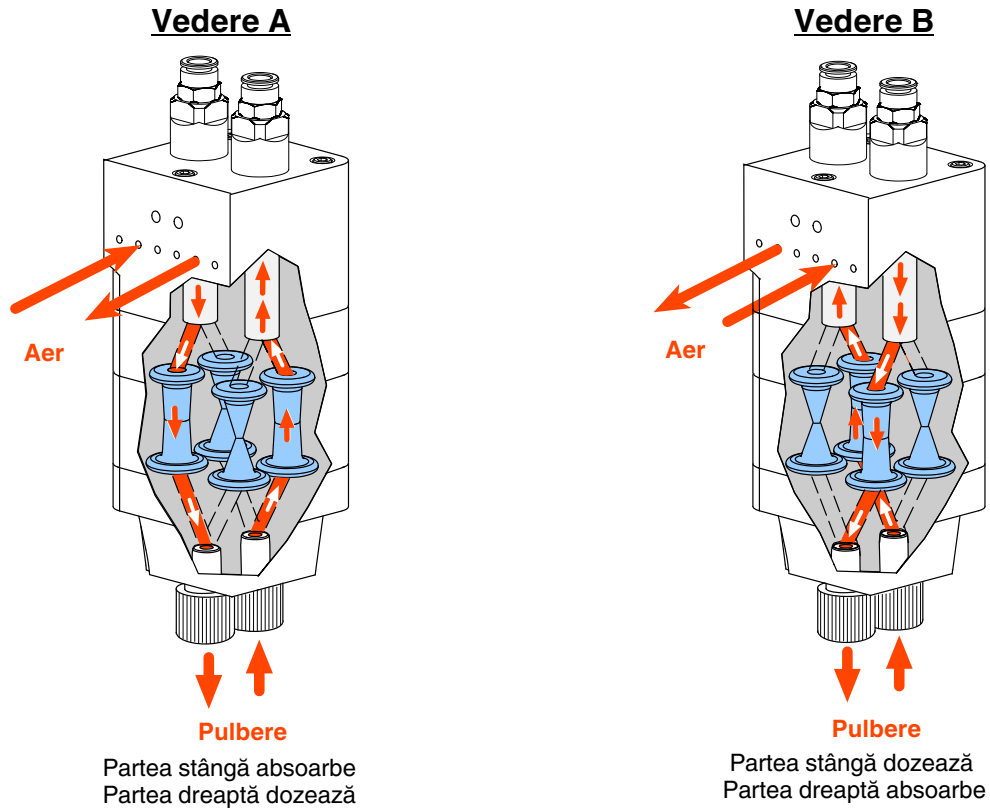 Vedere A
Vedere B
Aer
Aer
Pulbere
Partea stângă absoarbe
Partea dreaptă dozează
Pulbere
Partea stângă dozează
Partea dreaptă absoarbe